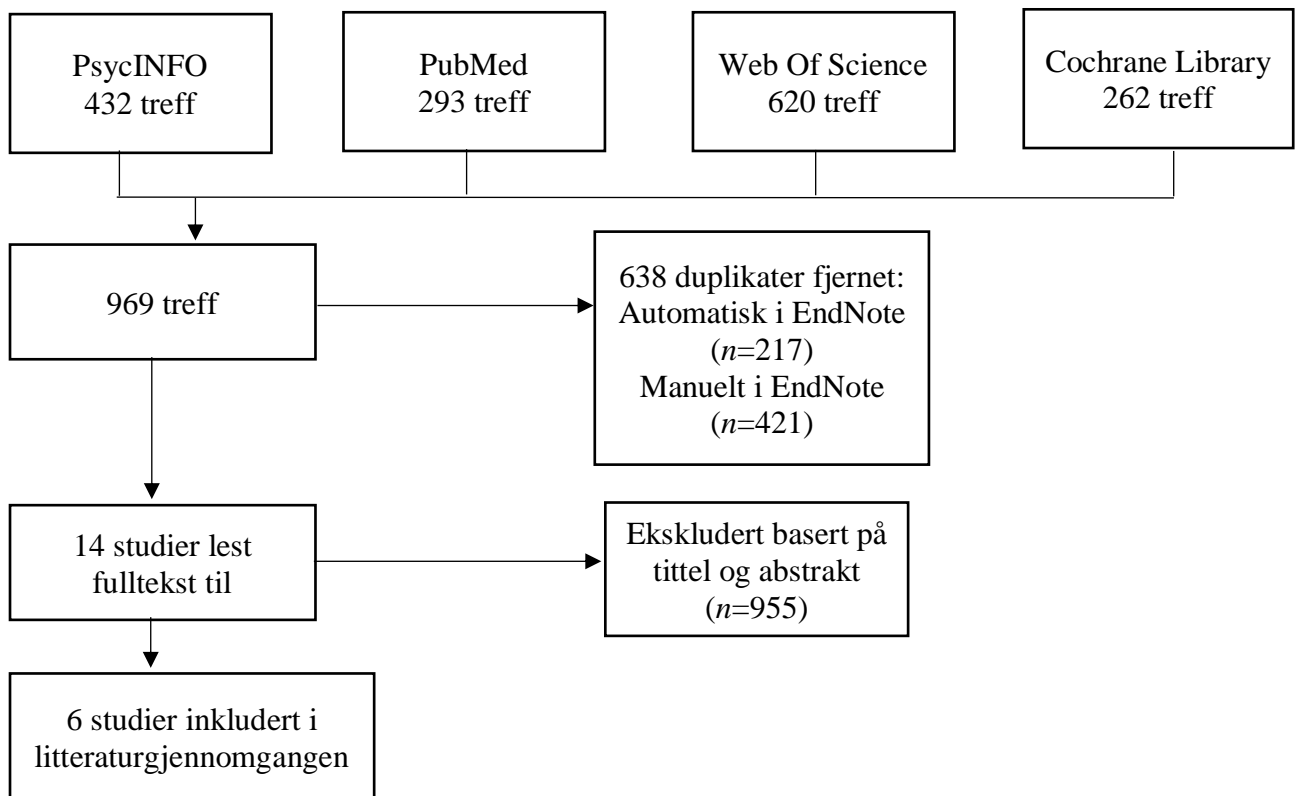 PsycINFO
432 treff
PubMed
293 treff
Web Of Science
620 treff
Cochrane Library
262 treff
969 treff
638 duplikater fjernet:
Automatisk i EndNote
(n=217)
Manuelt i EndNote
(n=421)
14 studier lest
fulltekst til
Ekskludert basert på
tittel og abstrakt
(n=955)
6 studier inkludert i
litteraturgjennomgangen